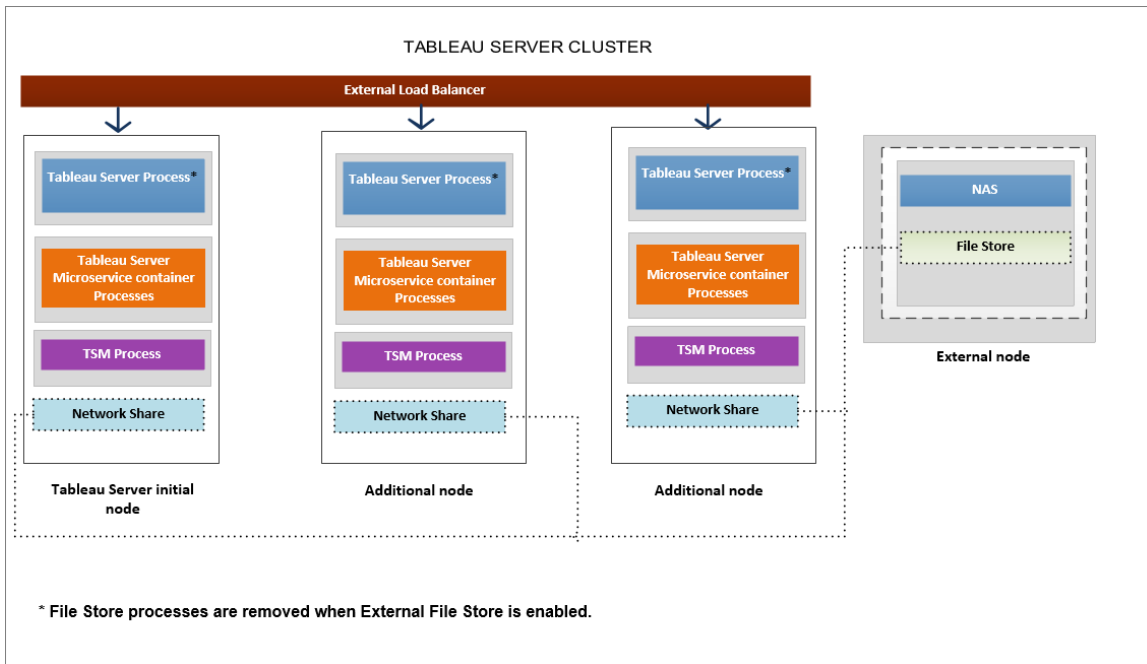 TABLEAU SERVER CLUSTER
External Load Balancer
Tableau Server Process*
Tableau Server
Microservice container
Processes
TSM Process
Network Share
Tableau Server initial
node
Tableau Server Process*
Tableau Server
Microservice container
Processes
TSM Process
Network Share
Additional node
Tableau Server Process*
Tableau Server
Microservice container
Processes
TSM Process
Network Share
Additional node
NAS
File Store
External node
* File Store processes are removed when External File Store is enabled.